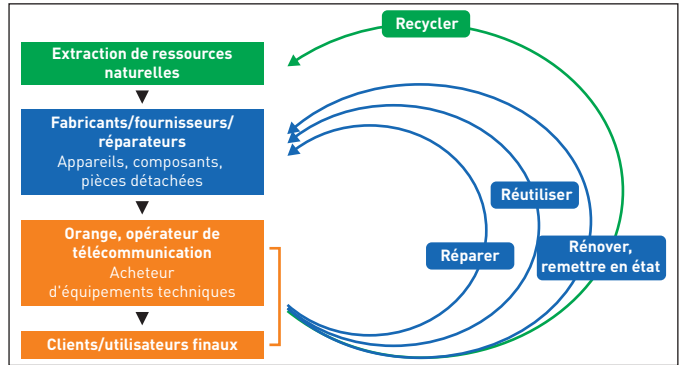 Recycler
Extraction de ressources
naturelles
Fabricants/fournisseurs/
réparateurs
Appareils, composants,
pièces détachées
Orange, opérateur de
télécommunication
Acheteur
d'équipements techniques
Clients/utilisateurs finaux
Réparer
Réutiliser
Rénover,
remettre en état